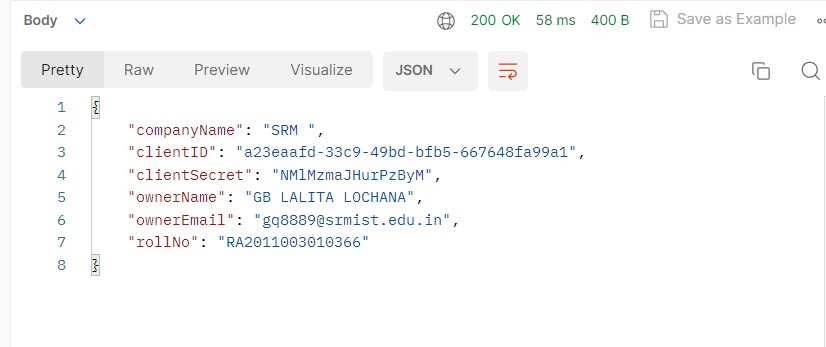 Body 200 OK 58 ms 400 B Save as Example
Pretty Raw Preview Visualize JSON
1 {
2 "companyName": "SRM ",
3 "clientID": "a23eaafd-33c9-49bd-bfb5-667648fa99a1",
4 "clientSecret": "NMlMzmaJHurPzByM",
5 "ownerName": "GB LALITA LOCHANA",
6 "ownerEmail": "gq8889@srmist.edu.in",
7 "rollNo": "RA2011003010366"
8 }